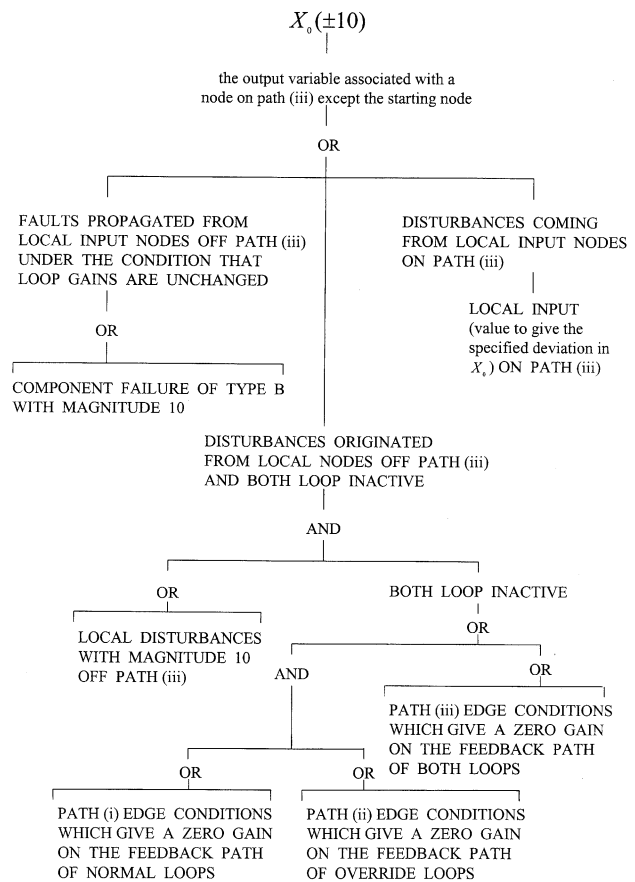 X₀(±10)
the output variable associated with a
node on path (iii) except the starting node
OR
FAULTS PROPAGATED FROM
LOCAL INPUT NODES OFF PATH (iii)
UNDER THE CONDITION THAT
LOOP GAINS ARE UNCHANGED
DISTURBANCES COMING
FROM LOCAL INPUT NODES
ON PATH (iii)
LOCAL INPUT
(value to give the
specified deviation in
X₀) ON PATH (iii)
OR
COMPONENT FAILURE OF TYPE B
WITH MAGNITUDE 10
DISTURBANCES ORIGINATED
FROM LOCAL NODES OFF PATH (iii)
AND BOTH LOOP INACTIVE
AND
OR
LOCAL DISTURBANCES
WITH MAGNITUDE 10
OFF PATH (iii)
BOTH LOOP INACTIVE
OR
AND
OR
PATH (iii) EDGE CONDITIONS
WHICH GIVE A ZERO GAIN
ON THE FEEDBACK PATH
OF BOTH LOOPS
OR
OR
PATH (i) EDGE CONDITIONS
WHICH GIVE A ZERO GAIN
ON THE FEEDBACK PATH
OF NORMAL LOOPS
PATH (ii) EDGE CONDITIONS
WHICH GIVE A ZERO GAIN
ON THE FEEDBACK PATH
OF OVERRIDE LOOPS